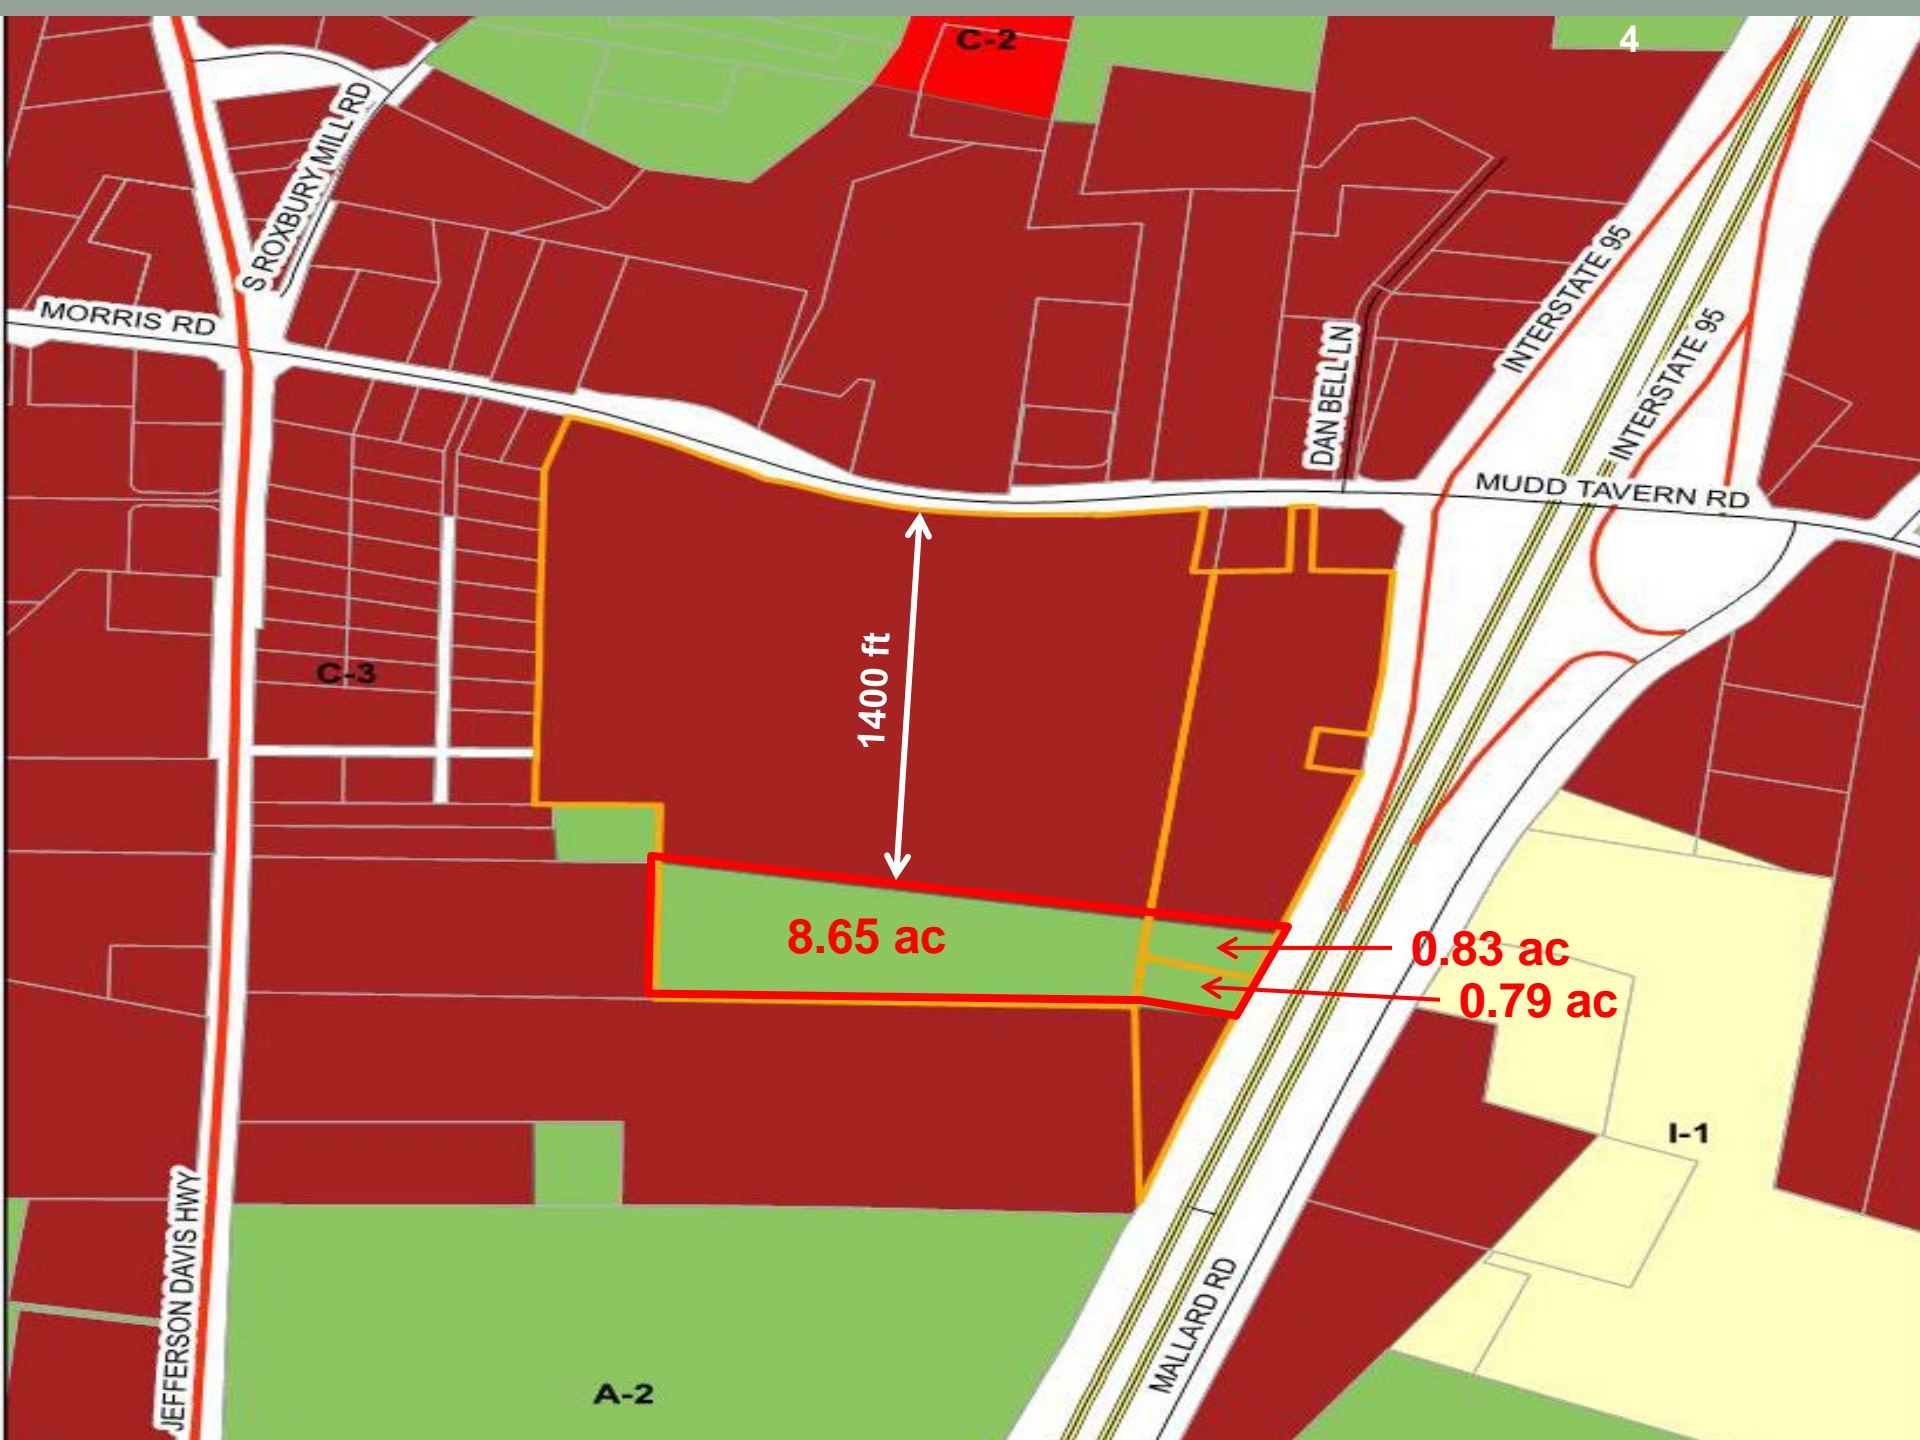 4
C-2
S ROXBURY MILL RD
MORRIS RD
INTERSTATE 95
INTERSTATE 95
DAN BELL LN
MUDD TAVERN RD
1400 ft
C-3
8.65 ac
0.83 ac
0.79 ac
I-1
JEFFERSON DAVIS HWY
MALLARD RD
A-2